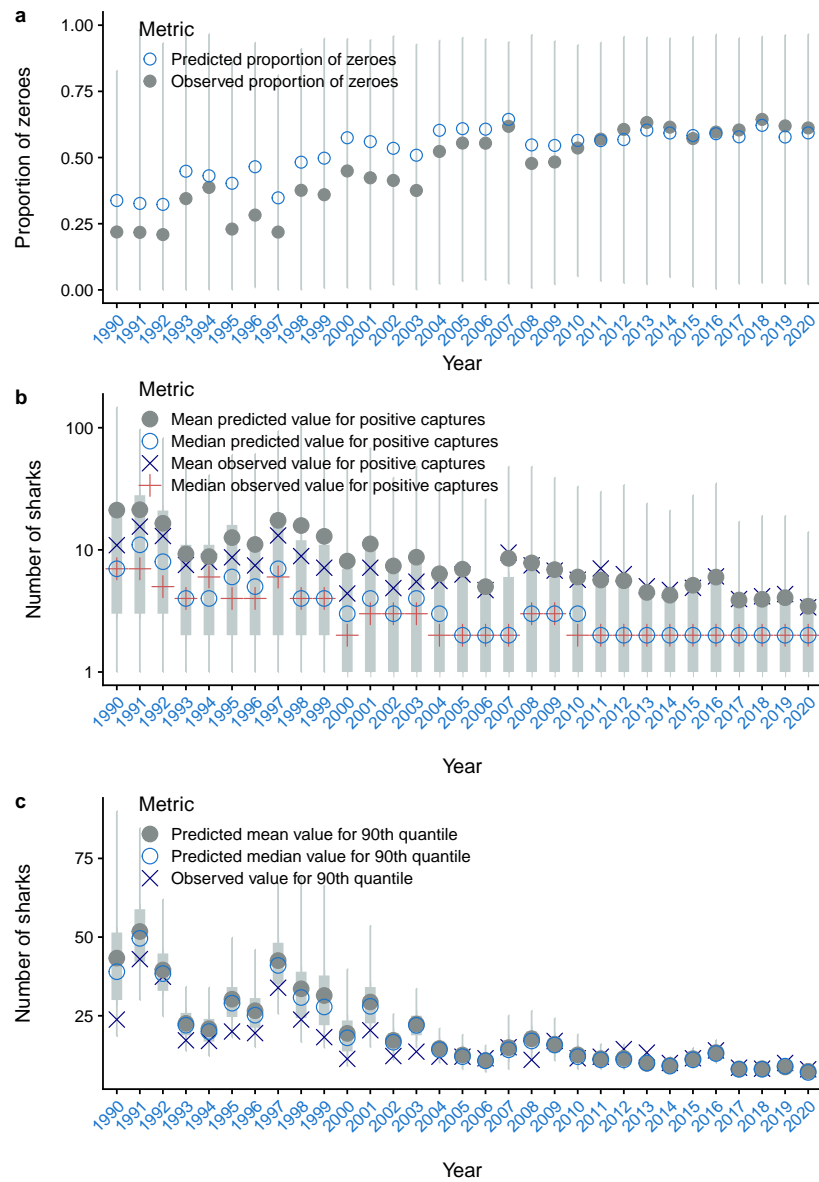 a
Metric
Predicted proportion of zeroes
Observed proportion of zeroes
Proportion of zeroes
1.00
0.75
0.50
0.25
0.00
1990 1991 1992 1993 1994 1995 1996 1997 1998 1999 2000 2001 2002 2003 2004 2005 2006 2007 2008 2009 2010 2011 2012 2013 2014 2015 2016 2017 2018 2019 2020
Year
b
Metric
Mean predicted value for positive captures
Median predicted value for positive captures
Mean observed value for positive captures
Median observed value for positive captures
Number of sharks
100
10
1
1990 1991 1992 1993 1994 1995 1996 1997 1998 1999 2000 2001 2002 2003 2004 2005 2006 2007 2008 2009 2010 2011 2012 2013 2014 2015 2016 2017 2018 2019 2020
Year
c
Metric
Predicted mean value for 90th quantile
Predicted median value for 90th quantile
Observed value for 90th quantile
Number of sharks
75
50
25
1990 1991 1992 1993 1994 1995 1996 1997 1998 1999 2000 2001 2002 2003 2004 2005 2006 2007 2008 2009 2010 2011 2012 2013 2014 2015 2016 2017 2018 2019 2020
Year